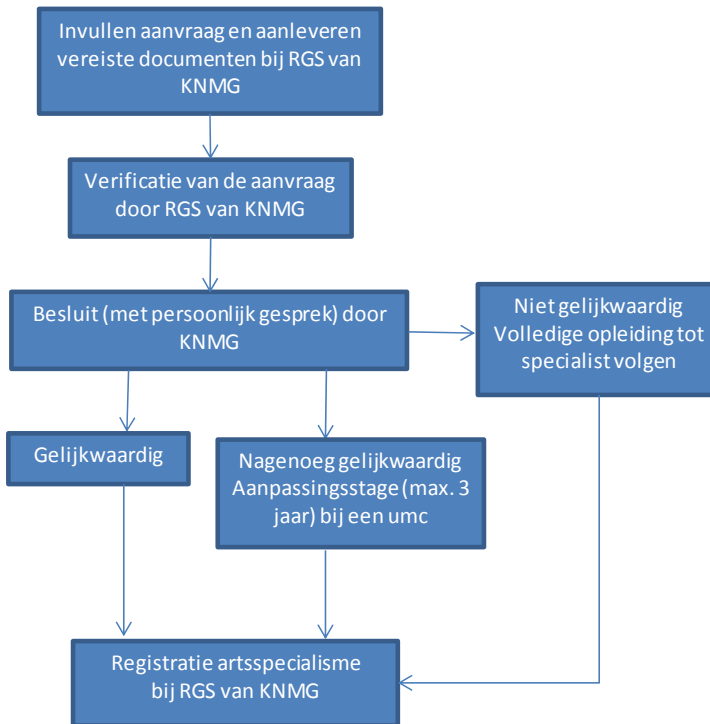 Invullen aanvraag en aanleveren
vereiste documenten bij RGS van
KNMG
Verificatie van de aanvraag
door RGS van KNMG
Besluit (met persoonlijk gesprek) door
KNMG
Niet gelijkwaardig
Volledige opleiding tot
specialist volgen
Gelijkwaardig
Nagenoeg gelijkwaardig
Aanpassingsstage (max. 3
jaar) bij een umc
Registratie artsspecialisme
bij RGS van KNMG